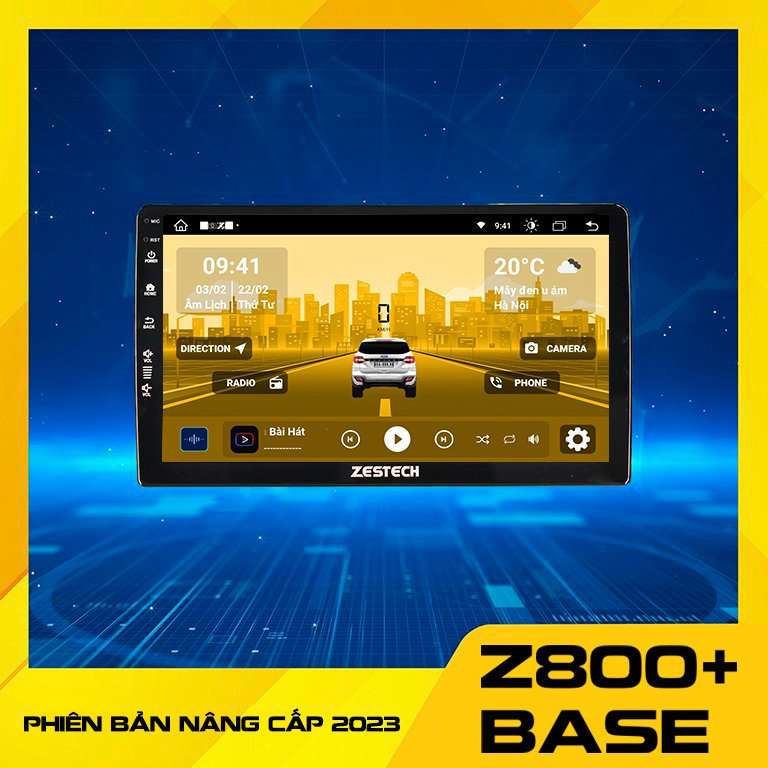 MIC
RST
POWER
HOME
BACK
VOL
VOL
9:41
09:41
03/02 22/02
Âm Lịch Thứ Tư
20°C
Mây đen u ám
Hà Nội
0
KM/H
DIRECTION
CAMERA
RADIO
PHONE
Bài Hát
ZESTECH
Z800+
BASE
PHIÊN BẢN NÂNG CẤP 2023